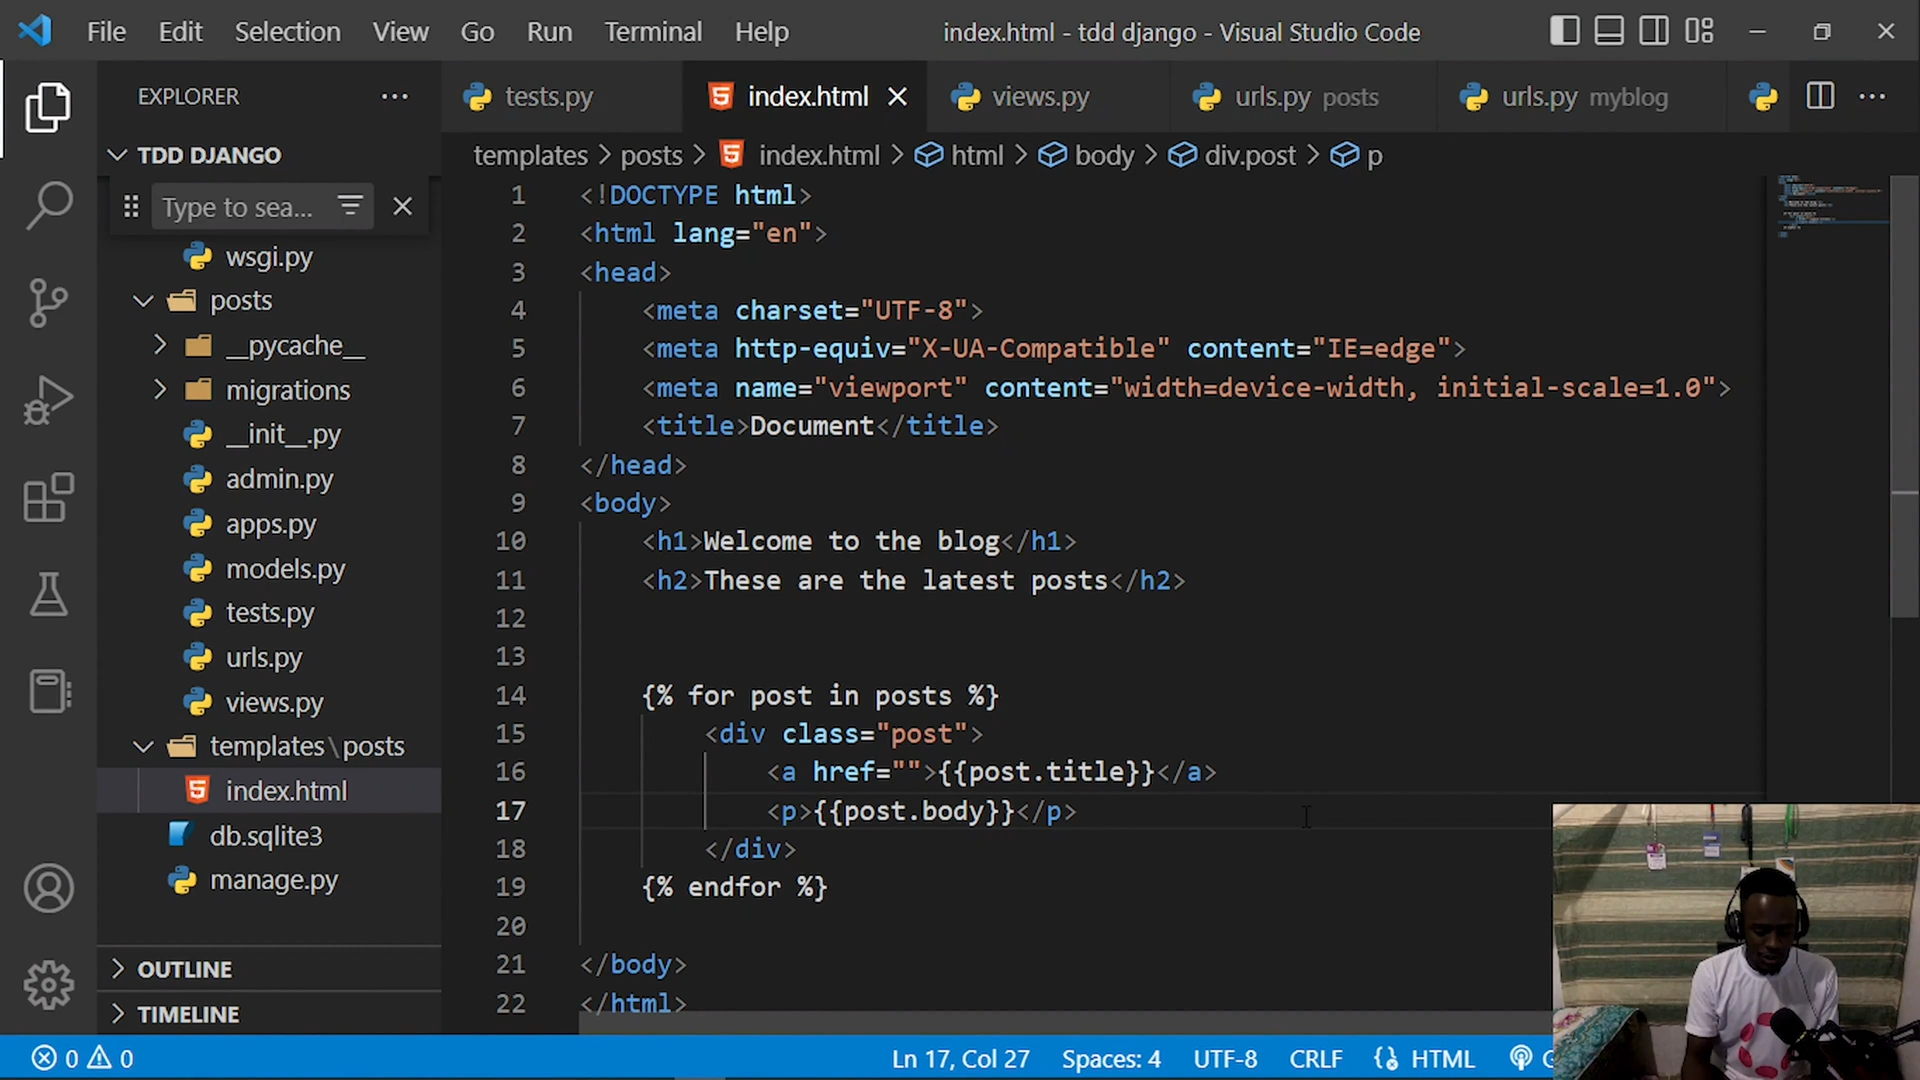 File Edit Selection View Go Run Terminal Help
index.html - tdd django - Visual Studio Code
EXPLORER
TDD DJANGO
Type to sea...
wsgi.py
posts
__pycache__
migrations
__init__.py
admin.py
apps.py
models.py
tests.py
urls.py
views.py
templates\posts
index.html
db.sqlite3
manage.py
OUTLINE
TIMELINE
tests.py index.html views.py urls.py posts urls.py myblog
templates > posts > index.html > html > body > div.post > p
1 <!DOCTYPE html>
2 <html lang="en">
3 <head>
4 <meta charset="UTF-8">
5 <meta http-equiv="X-UA-Compatible" content="IE=edge">
6 <meta name="viewport" content="width=device-width, initial-scale=1.0">
7 <title>Document</title>
8 </head>
9 <body>
10 <h1>Welcome to the blog</h1>
11 <h2>These are the latest posts</h2>
12
13
14 {% for post in posts %}
15 <div class="post">
16 <a href="">{{post.title}}</a>
17 <p>{{post.body}}</p>
18 </div>
19 {% endfor %}
20
21 </body>
22 </html>
0 0 Ln 17, Col 27 Spaces: 4 UTF-8 CRLF HTML